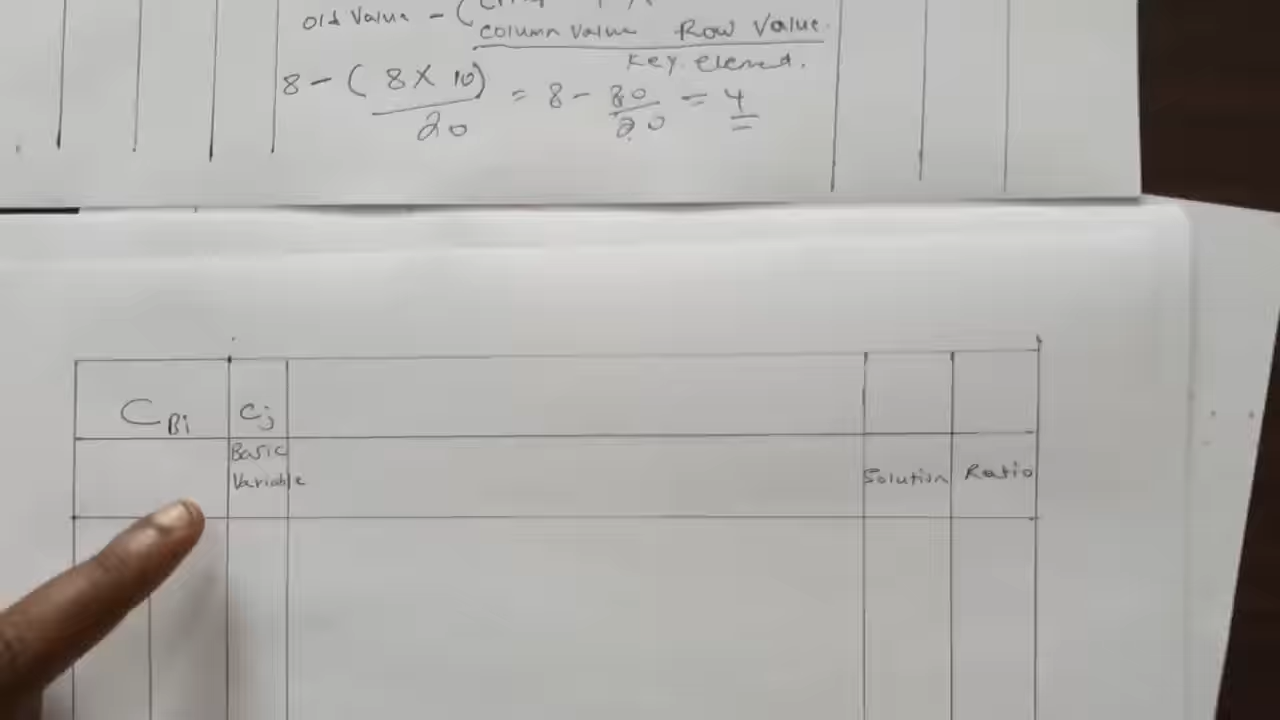 old Value - (
column value Row Value.
Key element.
8 - ( 8 × 10 ) / 20 = 8 - 80 / 20 = 4
CBi Cj
Basic
Variable Solution Ratio